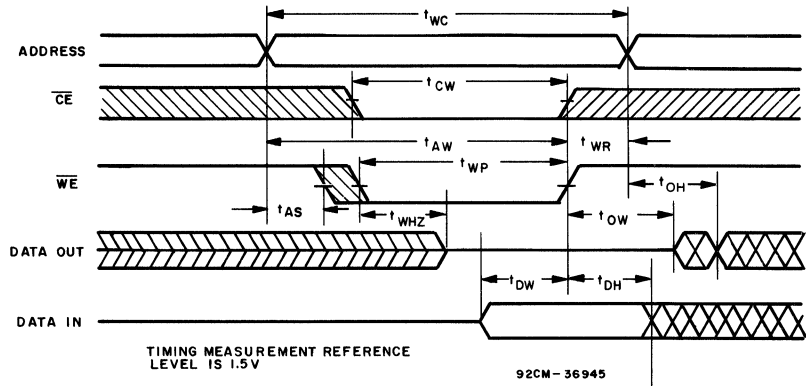 tWC
ADDRESS
tCW
CE
tAW
tWR
tWP
WE
tOH
tAS
tWHZ
tOW
DATA OUT
tDW
tDH
DATA IN
TIMING MEASUREMENT REFERENCE
LEVEL IS 1.5V
92CM-36945